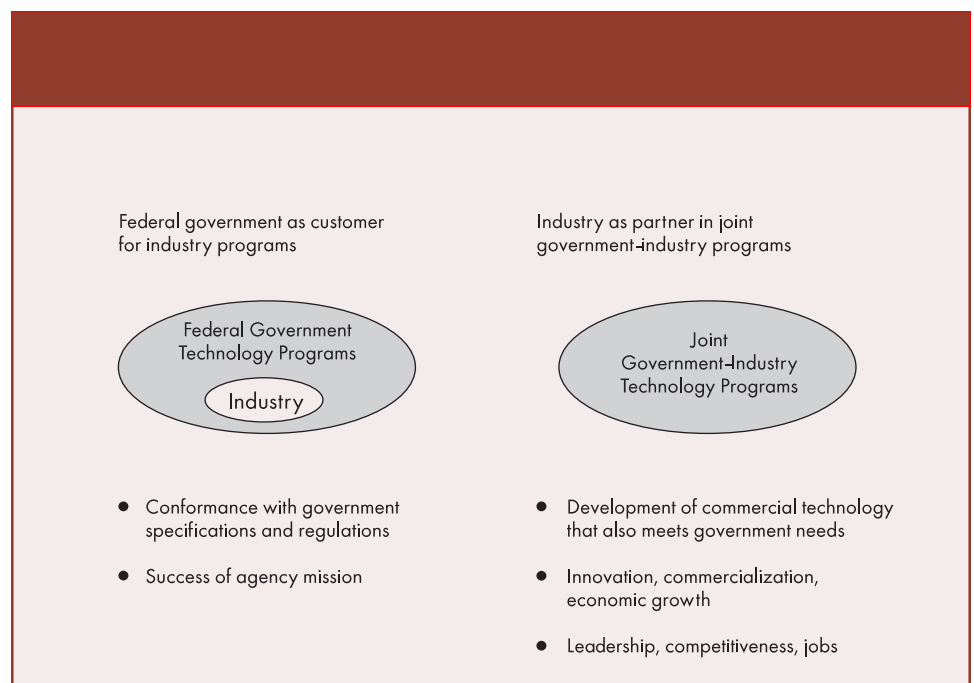 Federal government as customer
for industry programs
Federal Government
Technology Programs
Industry
● Conformance with government
specifications and regulations
● Success of agency mission
Industry as partner in joint
government-industry programs
Joint
Government-Industry
Technology Programs
● Development of commercial technology
that also meets government needs
● Innovation, commercialization,
economic growth
● Leadership, competitiveness, jobs